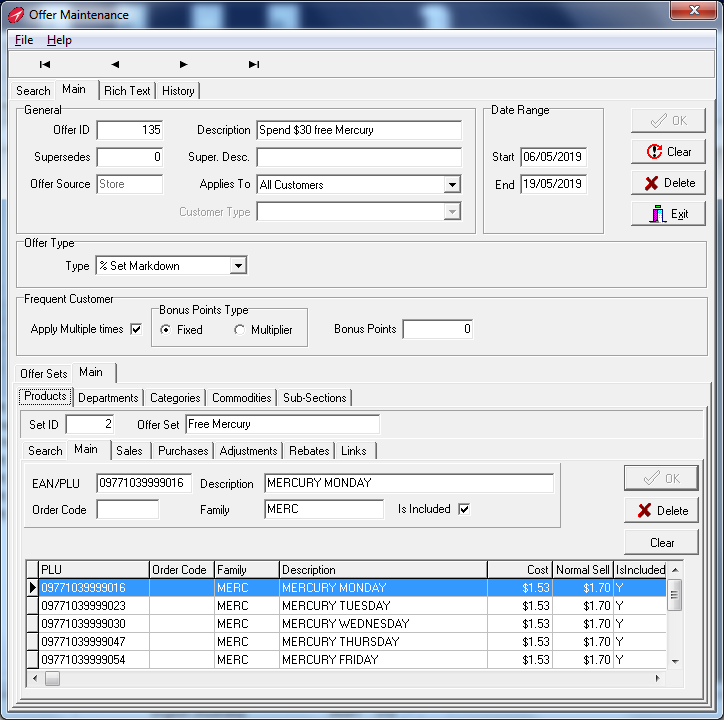 Offer Maintenance
File Help
Search Main Rich Text History
General
Offer ID 135 Description Spend $30 free Mercury
Supersedes 0 Super. Desc.
Offer Source Store Applies To All Customers
Customer Type
Date Range
Start 06/05/2019
End 19/05/2019
OK
Clear
Delete
Exit
Offer Type
Type % Set Markdown
Frequent Customer
Apply Multiple times Bonus Points Type Fixed Multiplier Bonus Points 0
Offer Sets Main
Products Departments Categories Commodities Sub-Sections
Set ID 2 Offer Set Free Mercury
Search Main Sales Purchases Adjustments Rebates Links
EAN/PLU 09771039999016 Description MERCURY MONDAY
Order Code Family MERC Is Included
OK
Delete
Clear
PLU Order Code Family Description Cost Normal Sell IsIncluded
09771039999016 MERC MERCURY MONDAY $1.53 $1.70 Y
09771039999023 MERC MERCURY TUESDAY $1.53 $1.70 Y
09771039999030 MERC MERCURY WEDNESDAY $1.53 $1.70 Y
09771039999047 MERC MERCURY THURSDAY $1.53 $1.70 Y
09771039999054 MERC MERCURY FRIDAY $1.53 $1.70 Y